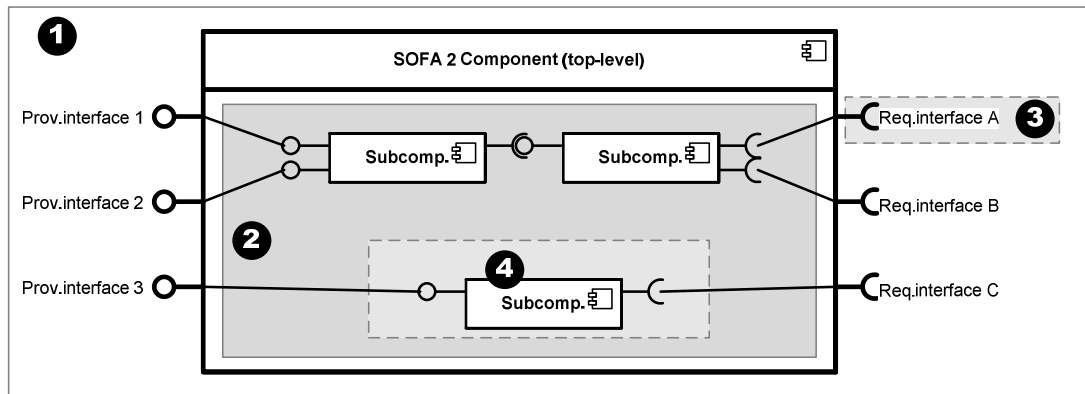 1
SOFA 2 Component (top-level)
Prov.interface 1
Req.interface A
3
Subcomp.
Subcomp.
Prov.interface 2
Req.interface B
2
4
Prov.interface 3
Subcomp.
Req.interface C